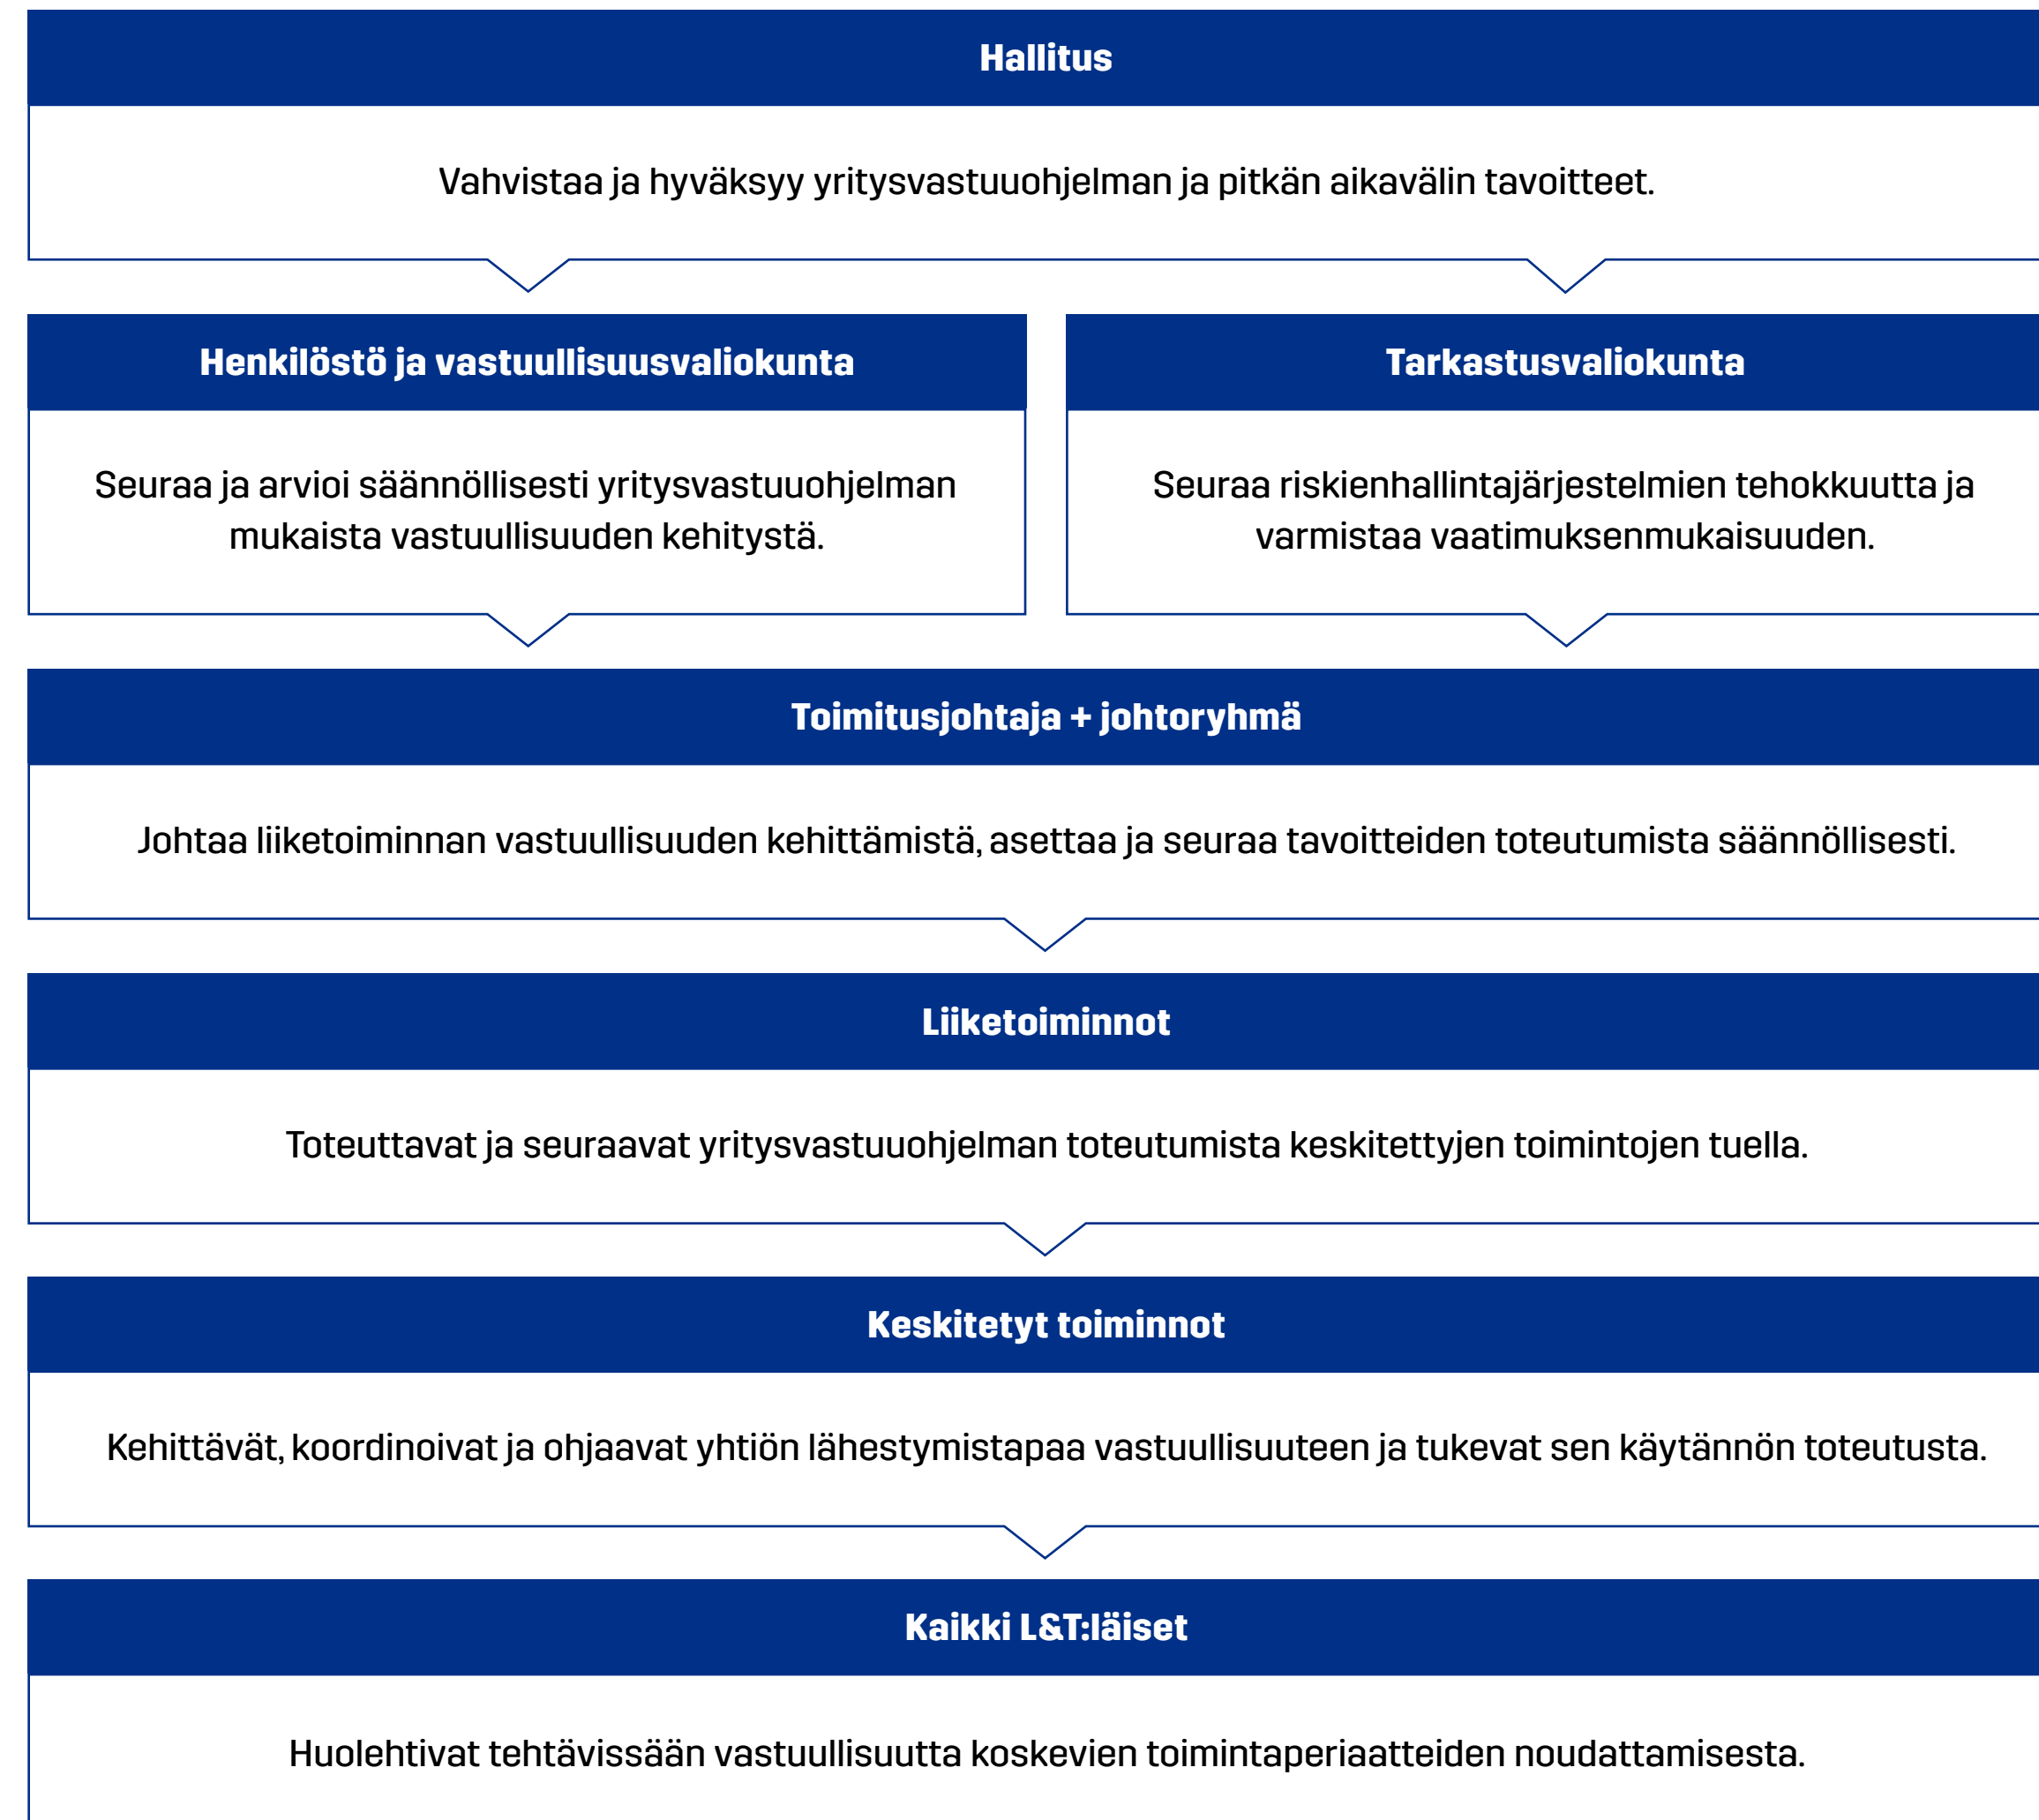 Hallitus
Vahvistaa ja hyväksyy yritysvastuuohjelman ja pitkän aikavälin tavoitteet.
Henkilöstö ja vastuullisuusvaliokunta
Seuraa ja arvioi säännöllisesti yritysvastuuohjelman
mukaista vastuullisuuden kehitystä.
Tarkastusvaliokunta
Seuraa riskienhallintajärjestelmien tehokkuutta ja
varmistaa vaatimuksenmukaisuuden.
Toimitusjohtaja + johtoryhmä
Johtaa liiketoiminnan vastuullisuuden kehittämistä, asettaa ja seuraa tavoitteiden toteutumista säännöllisesti.
Liiketoiminnot
Toteuttavat ja seuraavat yritysvastuuohjelman toteutumista keskitettyjen toimintojen tuella.
Keskitetyt toiminnot
Kehittävät, koordinoivat ja ohjaavat yhtiön lähestymistapaa vastuullisuuteen ja tukevat sen käytännön toteutusta.
Kaikki L&T:läiset
Huolehtivat tehtävissään vastuullisuutta koskevien toimintaperiaatteiden noudattamisesta.